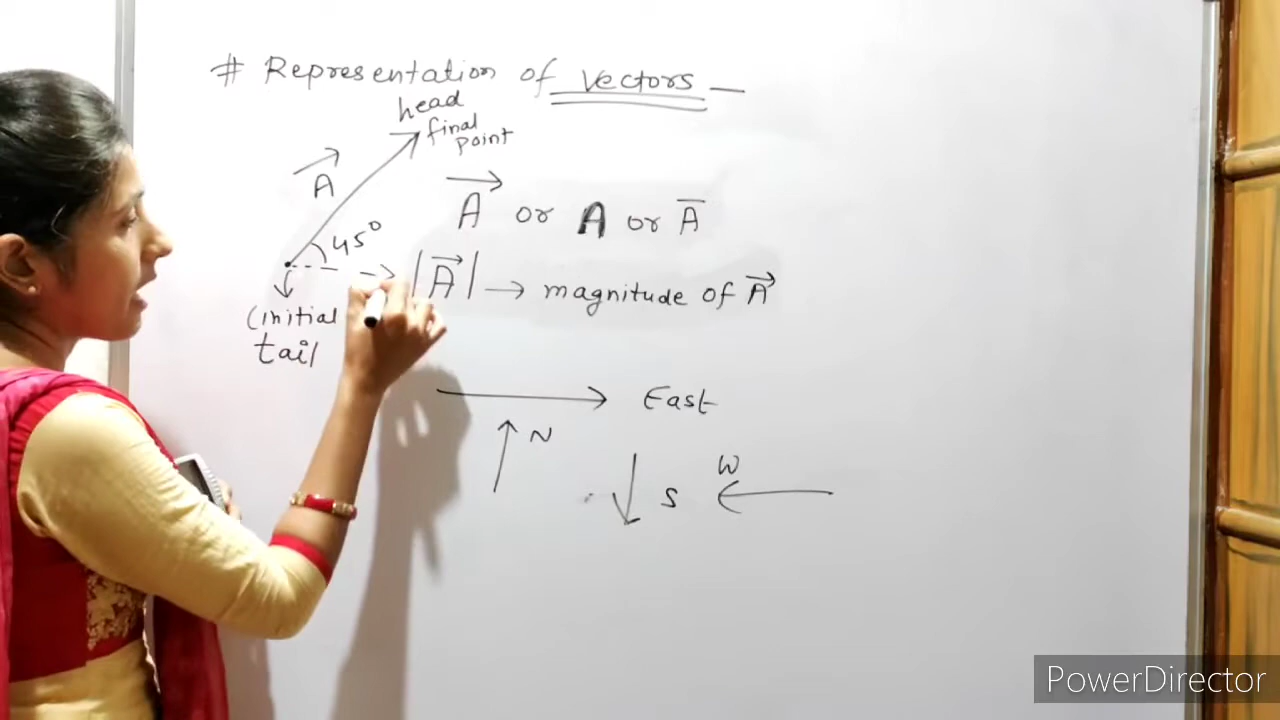 # Representation of Vectors —
head
final
point
A
45°
A or A or A
|A| → magnitude of A
(initial
tail
East
N
S
W
PowerDirector